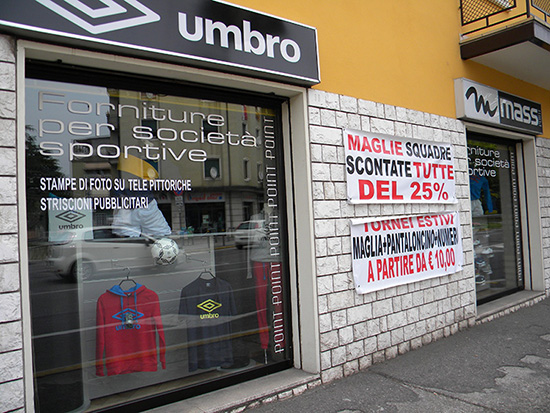 umbro
Forniture
per società
sportive
STAMPE DI FOTO SU TELE PITTORICHE
STRISCIONI PUBBLICITARI
umbro
umbro
POINT POINT POINT POINT POINT
MAGLIE SQUADRE
SCONTATE TUTTE
DEL 25%
TORNEI ESTIVI
MAGLIA+PANTALONCINO+NUMERI
A PARTIRE DA € 10,00
mass
Forniture
per società
sportive